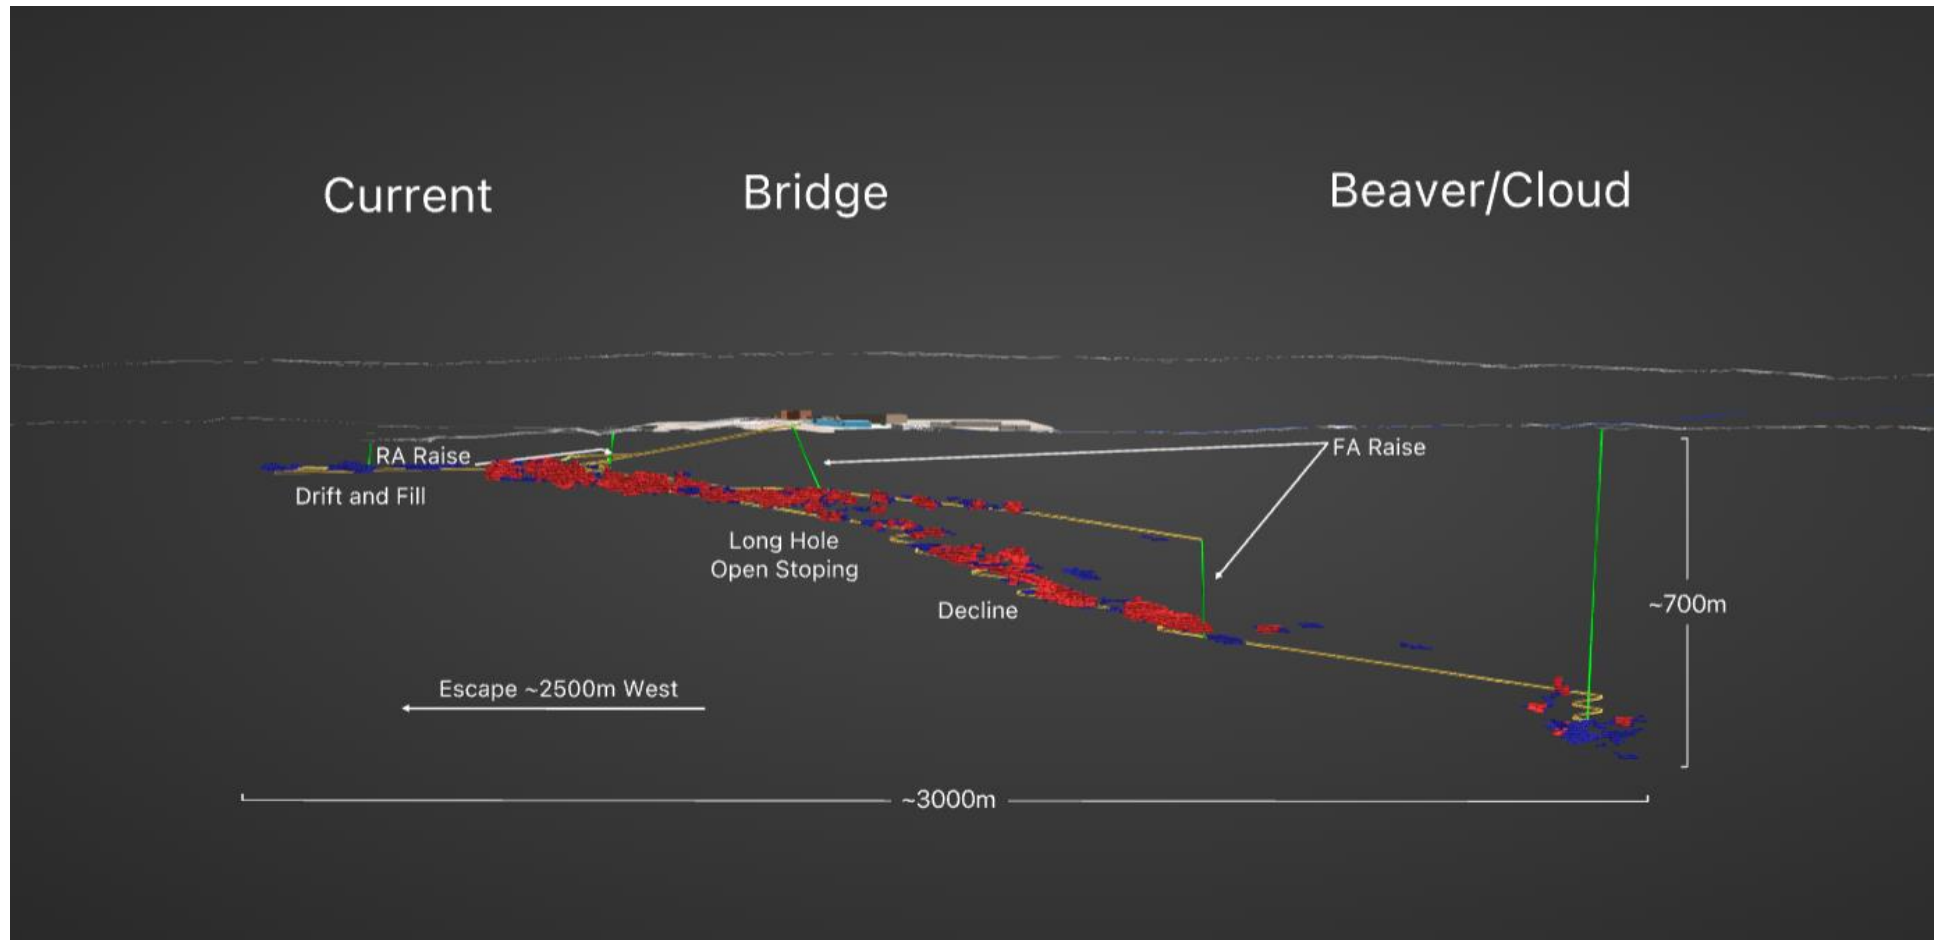 Current
Bridge
Beaver/Cloud
RA Raise
FA Raise
Drift and Fill
Long Hole
Open Stoping
Decline
~700m
Escape ~2500m West
~3000m